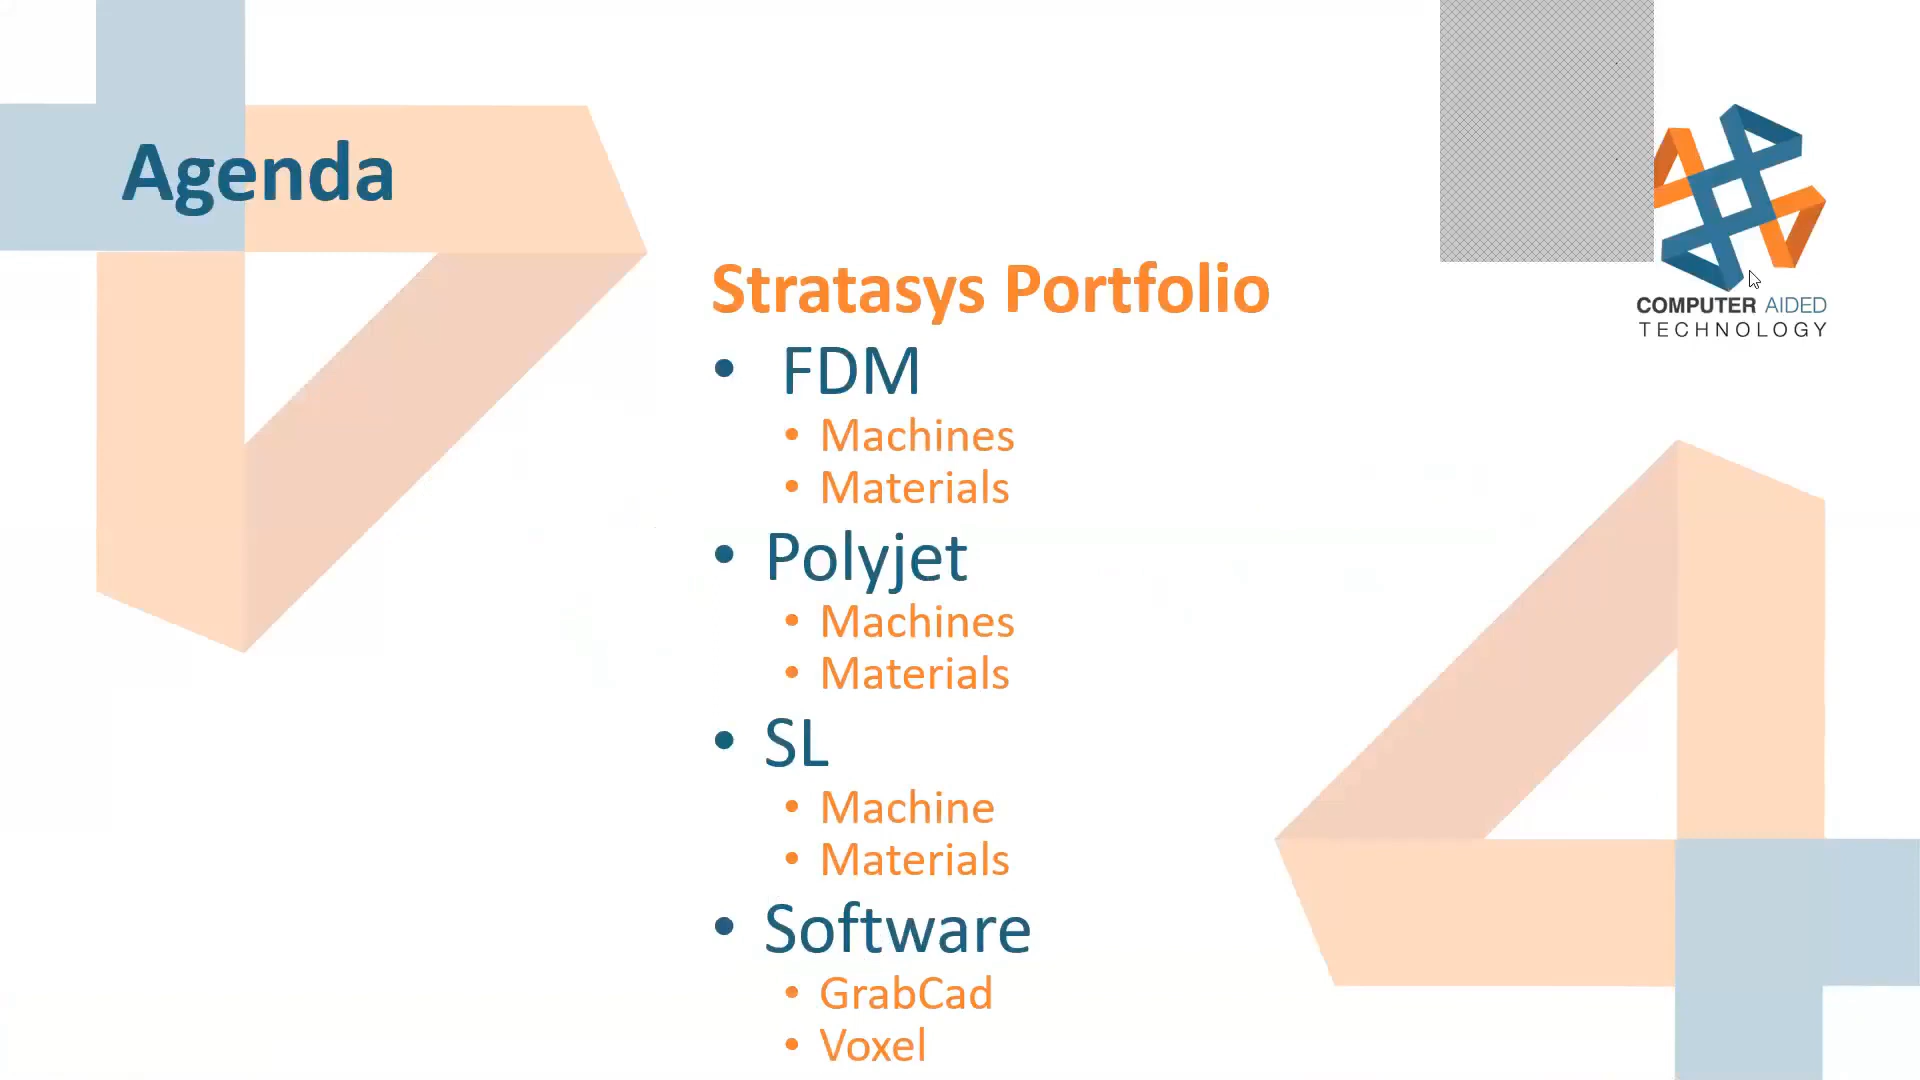 Agenda
COMPUTER AIDED
TECHNOLOGY
Stratasys Portfolio
• FDM
• Machines
• Materials
• Polyjet
• Machines
• Materials
• SL
• Machine
• Materials
• Software
• GrabCad
• Voxel